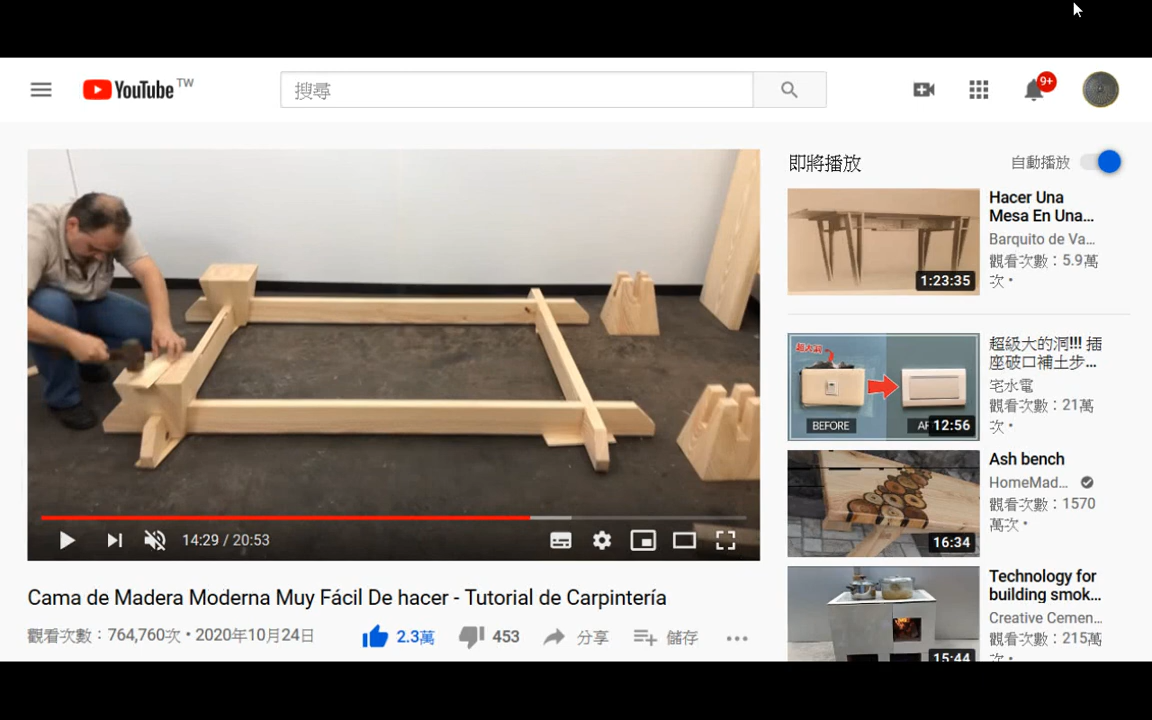 YouTube TW
搜尋
9+
即將播放
自動播放
1:23:35
Hacer Una
Mesa En Una...
Barquito de Va...
觀看次數：5.9萬
次 •
BEFORE
12:56
超級大的洞!!! 插
座破口補土步...
宅水電
觀看次數：21萬
次 •
16:34
Ash bench
HomeMad...
觀看次數：1570
萬次 •
15:44
Technology for
building smok...
Creative Cemen...
觀看次數：215萬
次 •
14:29 / 20:53
Cama de Madera Moderna Muy Fácil De hacer - Tutorial de Carpintería
觀看次數：764,760次 • 2020年10月24日
2.3萬
453
分享
儲存